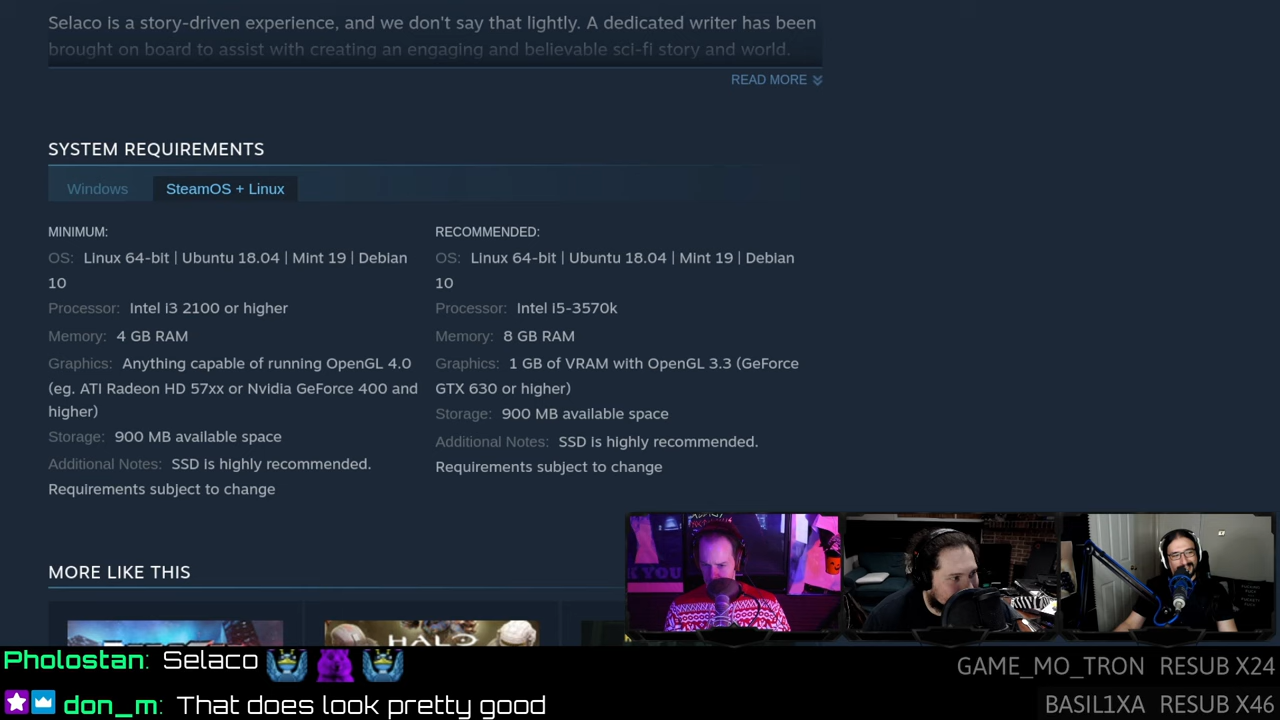 Selaco is a story-driven experience, and we don't say that lightly. A dedicated writer has been
brought on board to assist with creating an engaging and believable sci-fi story and world.
READ MORE
SYSTEM REQUIREMENTS
Windows
SteamOS + Linux
MINIMUM:
OS: Linux 64-bit | Ubuntu 18.04 | Mint 19 | Debian
10
Processor: Intel i3 2100 or higher
Memory: 4 GB RAM
Graphics: Anything capable of running OpenGL 4.0
(eg. ATI Radeon HD 57xx or Nvidia GeForce 400 and
higher)
Storage: 900 MB available space
Additional Notes: SSD is highly recommended.
Requirements subject to change
RECOMMENDED:
OS: Linux 64-bit | Ubuntu 18.04 | Mint 19 | Debian
10
Processor: Intel i5-3570k
Memory: 8 GB RAM
Graphics: 1 GB of VRAM with OpenGL 3.3 (GeForce
GTX 630 or higher)
Storage: 900 MB available space
Additional Notes: SSD is highly recommended.
Requirements subject to change
MORE LIKE THIS
HALO
Pholostan: Selaco
don_m: That does look pretty good
GAME_MO_TRON RESUB X24
BASIL1XA RESUB X46